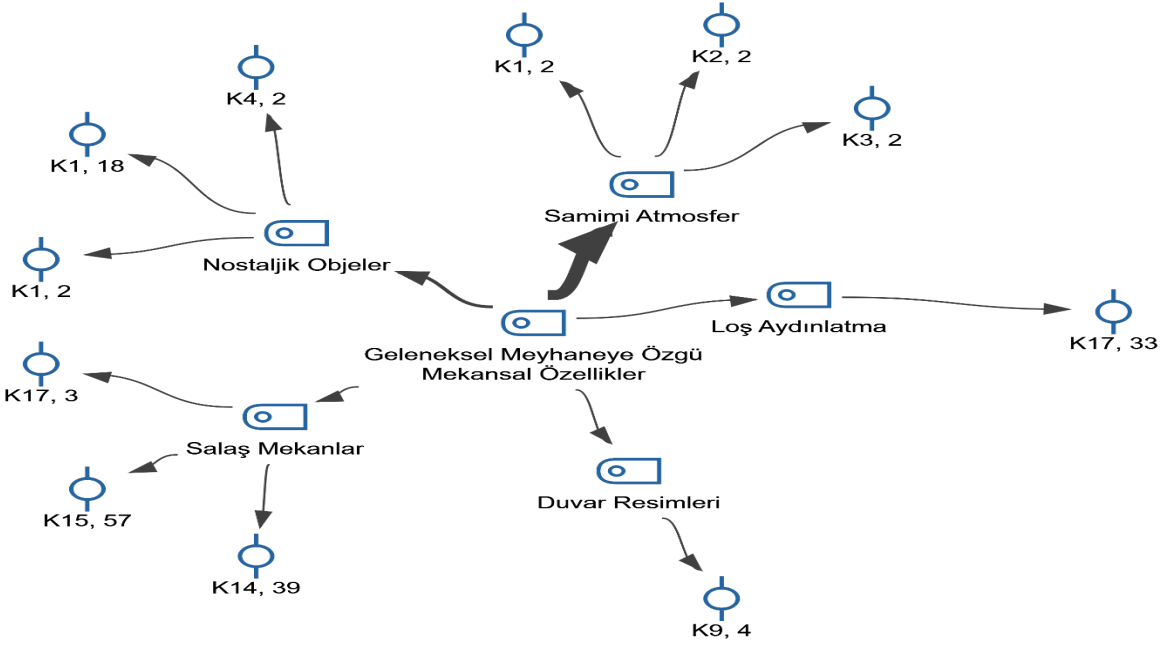 K1, 2
K2, 2
K4, 2
K3, 2
K1, 18
Samimi Atmosfer
Nostaljik Objeler
K1, 2
Loş Aydınlatma
K17, 33
Geleneksel Meyhaneye Özgü
Mekansal Özellikler
K17, 3
Salaş Mekanlar
Duvar Resimleri
K15, 57
K14, 39
K9, 4